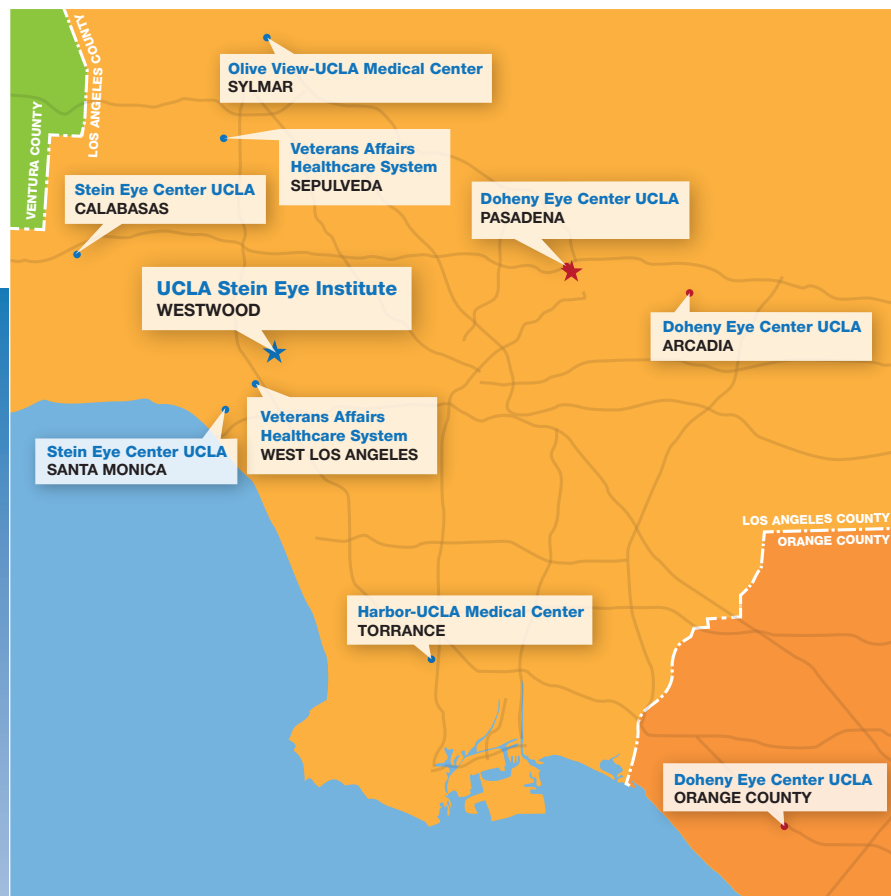 VENTURA COUNTY
LOS ANGELES COUNTY
Olive View-UCLA Medical Center
SYLMAR
Veterans Affairs
Healthcare System
SEPULVEDA
Stein Eye Center UCLA
CALABASAS
Doheny Eye Center UCLA
PASADENA
UCLA Stein Eye Institute
WESTWOOD
Doheny Eye Center UCLA
ARCADIA
Veterans Affairs
Healthcare System
WEST LOS ANGELES
Stein Eye Center UCLA
SANTA MONICA
LOS ANGELES COUNTY
ORANGE COUNTY
Harbor-UCLA Medical Center
TORRANCE
Doheny Eye Center UCLA
ORANGE COUNTY